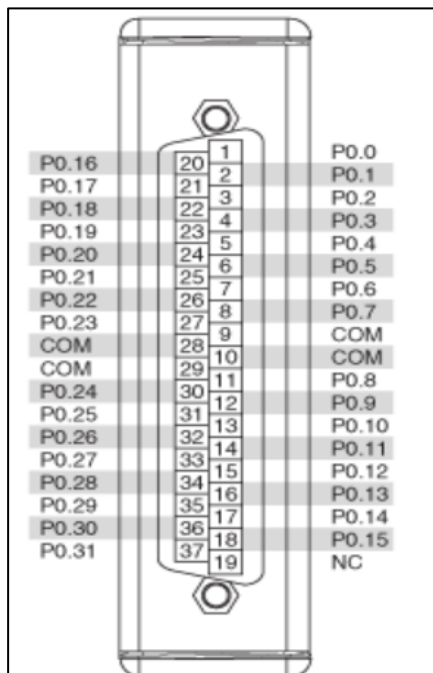 P0.16
P0.17
P0.18
P0.19
P0.20
P0.21
P0.22
P0.23
COM
COM
P0.24
P0.25
P0.26
P0.27
P0.28
P0.29
P0.30
P0.31
20
21
22
23
24
25
26
27
28
29
30
31
32
33
34
35
36
37
1
2
3
4
5
6
7
8
9
10
11
12
13
14
15
16
17
18
19
P0.0
P0.1
P0.2
P0.3
P0.4
P0.5
P0.6
P0.7
COM
COM
P0.8
P0.9
P0.10
P0.11
P0.12
P0.13
P0.14
P0.15
NC